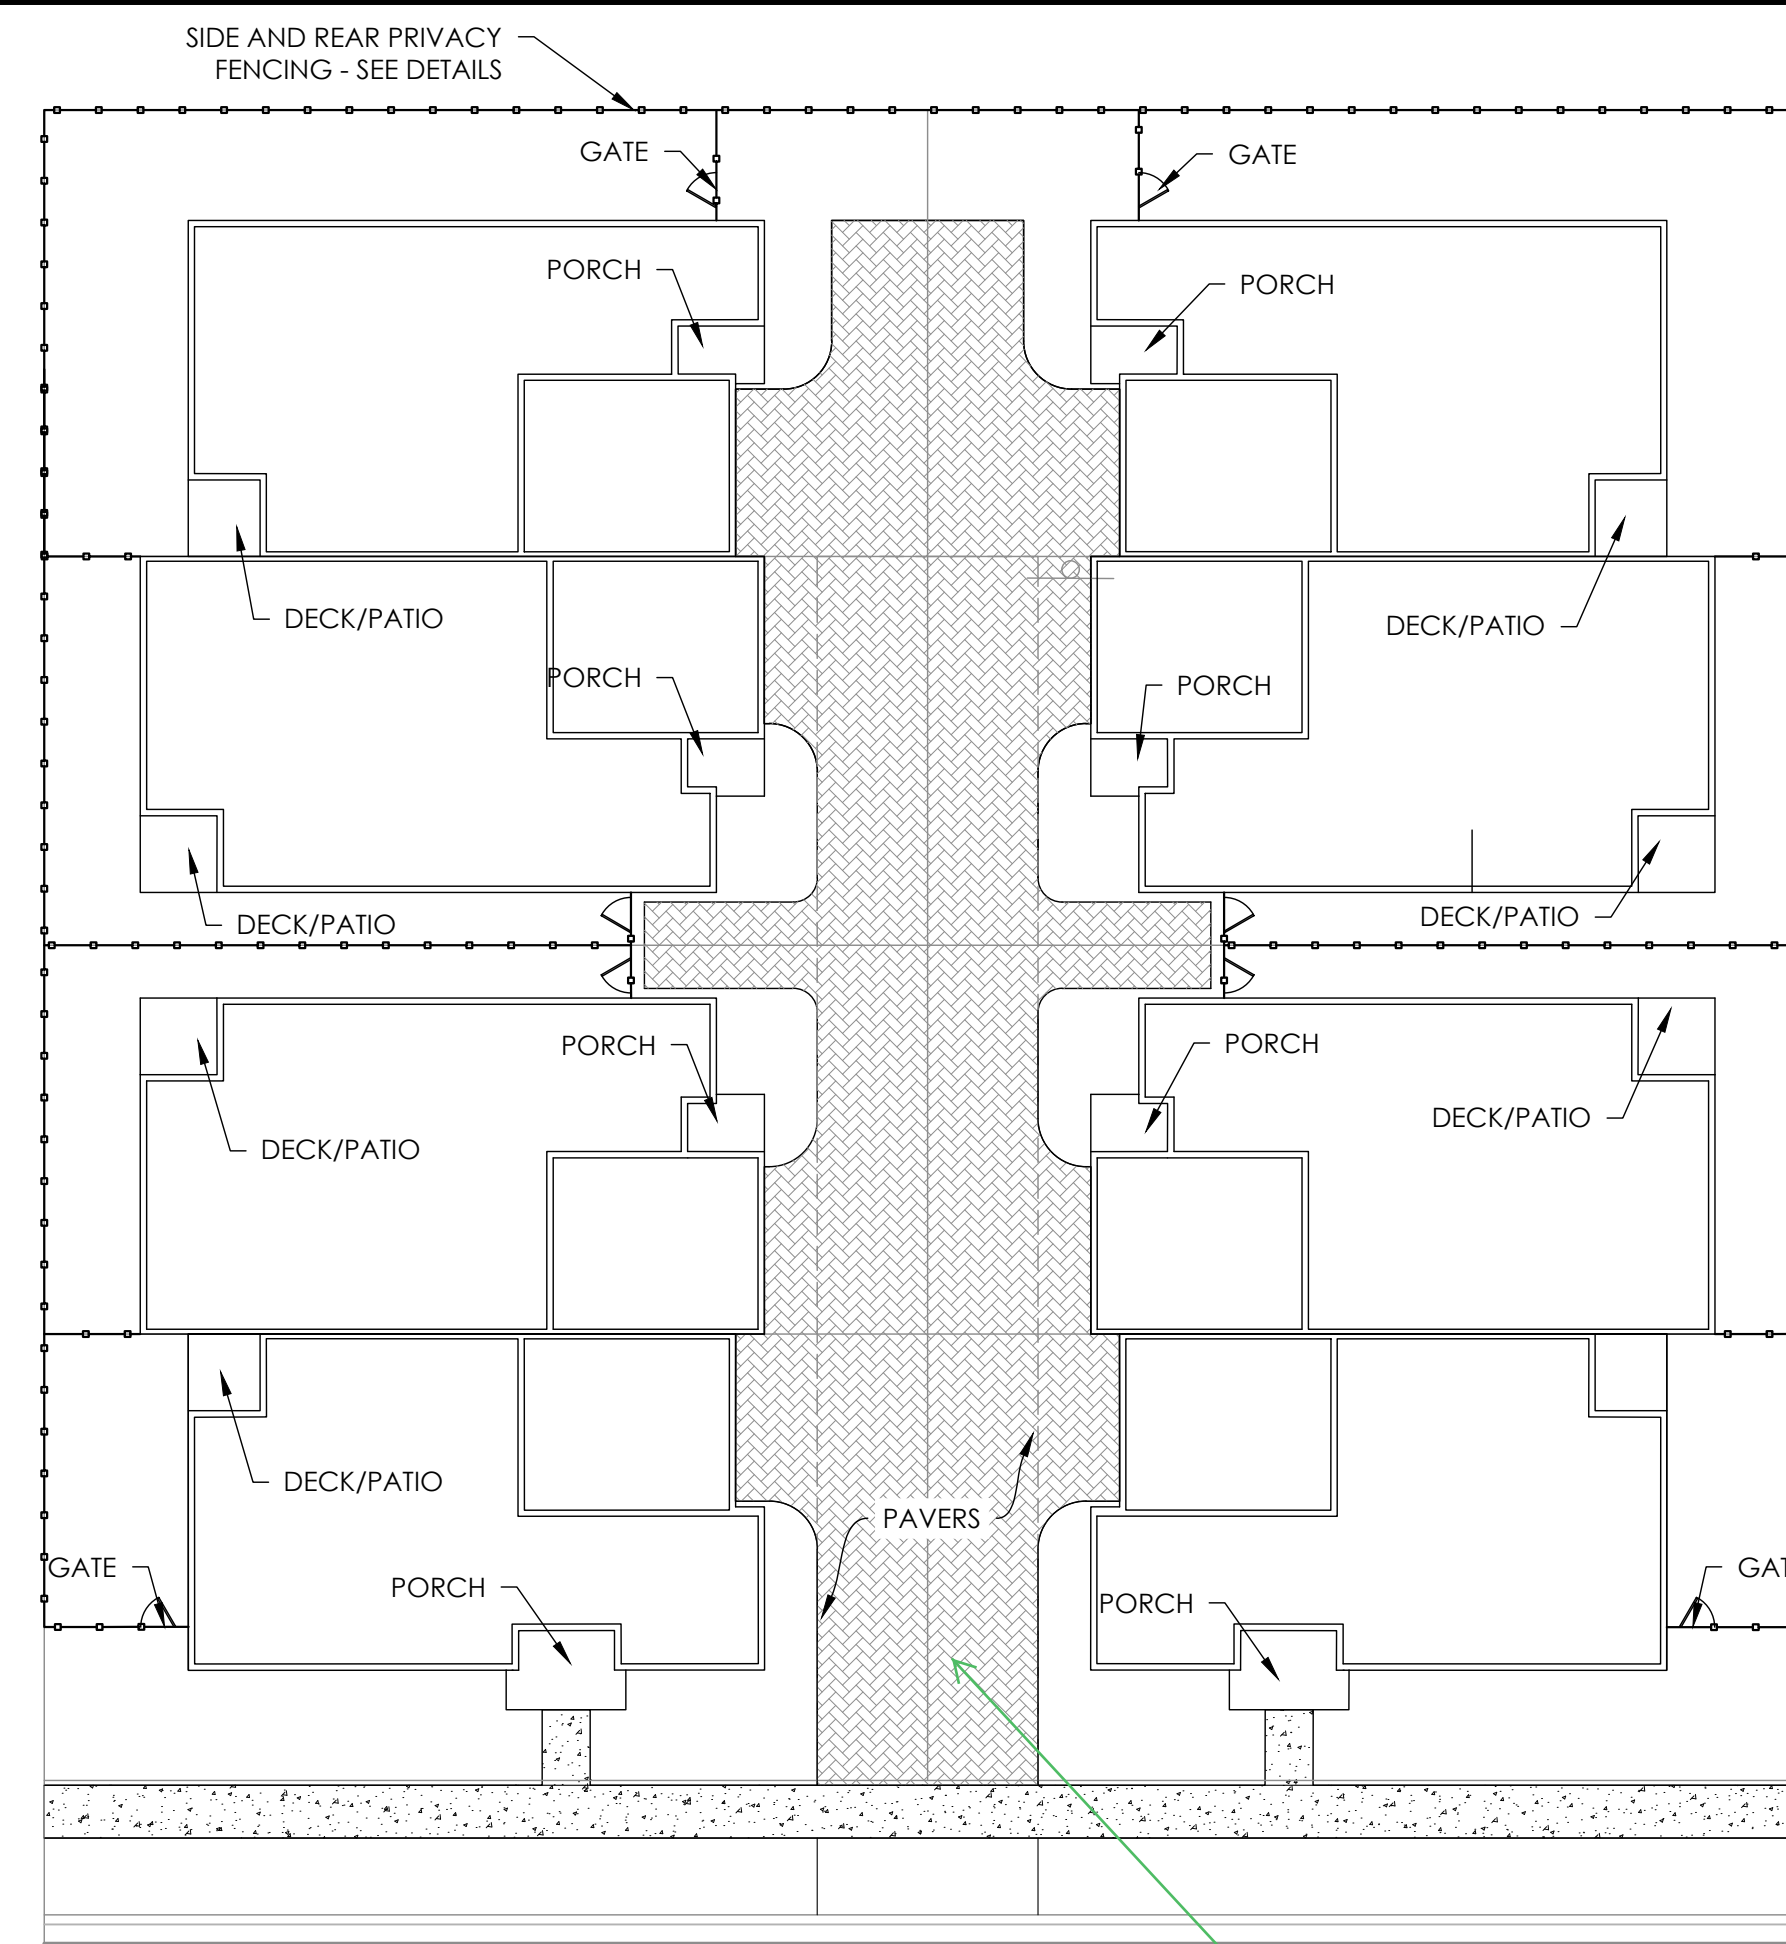 SIDE AND REAR PRIVACY
FENCING - SEE DETAILS
GATE
GATE
PORCH
PORCH
DECK/PATIO
DECK/PATIO
PORCH
PORCH
DECK/PATIO
DECK/PATIO
PORCH
PORCH
DECK/PATIO
DECK/PATIO
DECK/PATIO
PAVERS
GATE
GAT
PORCH
PORCH